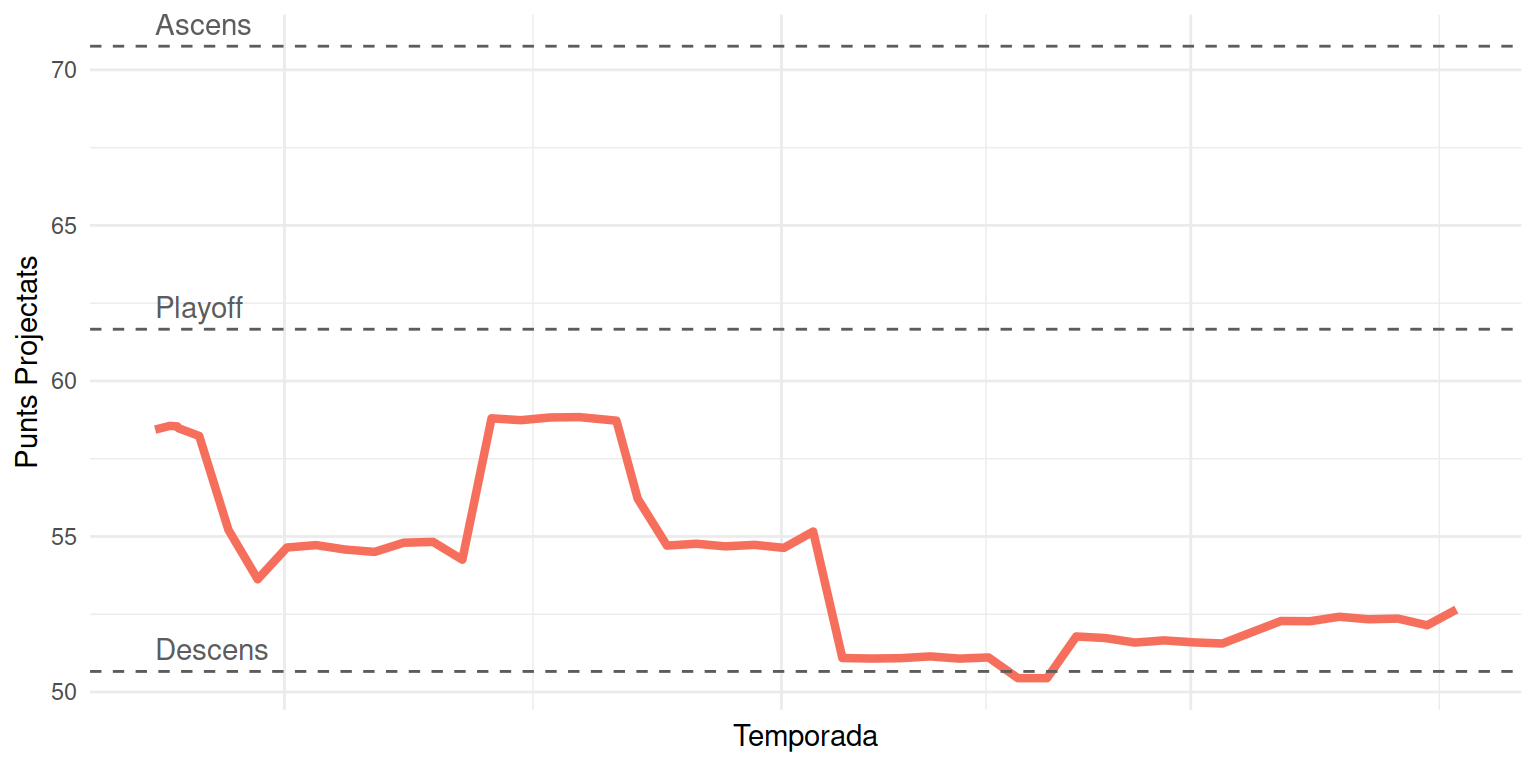 Ascens
70
65
Playoff
60
55
Descens
50
Punts Projectats
Temporada